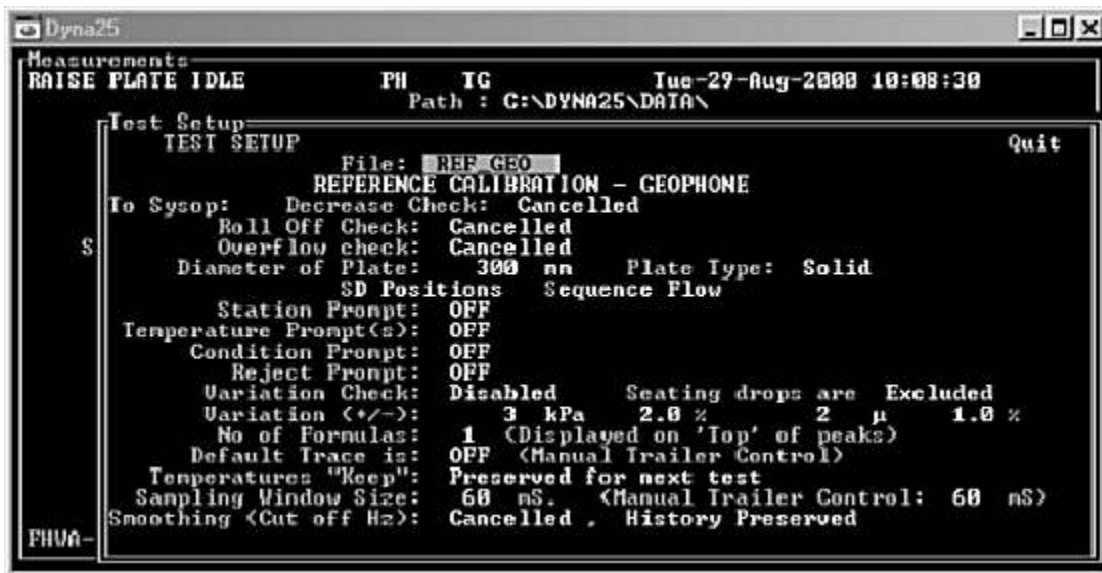 Dyna25
Measurements
RAISE PLATE IDLE PH TG Tue-29-Aug-2000 10:08:30
Path : C:\DYNA25\DATA\
Test Setup
TEST SETUP Quit
File: REF_GEO
REFERENCE CALIBRATION - GEOPHONE
To Sysop: Decrease Check: Cancelled
Roll Off Check: Cancelled
S Overflow check: Cancelled
Diameter of Plate: 300 mm Plate Type: Solid
SD Positions Sequence Flow
Station Prompt: OFF
Temperature Prompt(s): OFF
Condition Prompt: OFF
Reject Prompt: OFF
Variation Check: Disabled Seating drops are Excluded
Variation (+/-): 3 kPa 2.0 % 2 µ 1.0 %
No of Formulas: 1 (Displayed on 'Top' of peaks)
Default Trace is: OFF (Manual Trailer Control)
Temperatures "Keep": Preserved for next test
Sampling Window Size: 60 mS. (Manual Trailer Control: 60 mS)
Smoothing (Cut off Hz): Cancelled . History Preserved
FHWA-